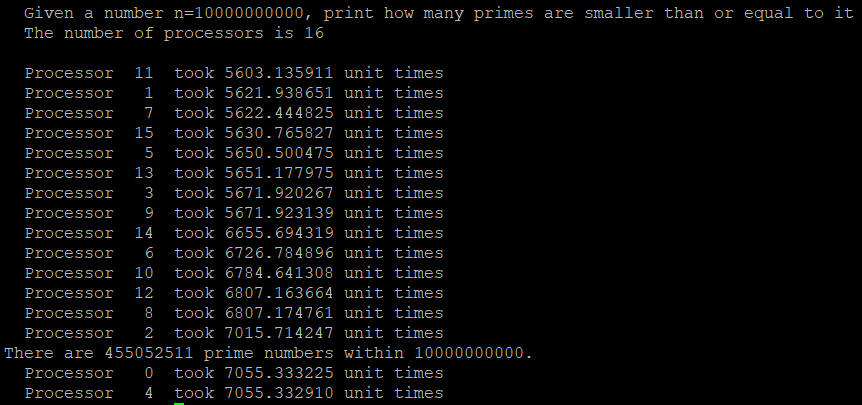 Given a number n=10000000000, print how many primes are smaller than or equal to it
The number of processors is 16
Processor 11 took 5603.135911 unit times
Processor 1 took 5621.938651 unit times
Processor 7 took 5622.444825 unit times
Processor 15 took 5630.765827 unit times
Processor 5 took 5650.500475 unit times
Processor 13 took 5651.177975 unit times
Processor 3 took 5671.920267 unit times
Processor 9 took 5671.923139 unit times
Processor 14 took 6655.694319 unit times
Processor 6 took 6726.784896 unit times
Processor 10 took 6784.641308 unit times
Processor 12 took 6807.163664 unit times
Processor 8 took 6807.174761 unit times
Processor 2 took 7015.714247 unit times
There are 455052511 prime numbers within 10000000000.
Processor 0 took 7055.333225 unit times
Processor 4 took 7055.332910 unit times